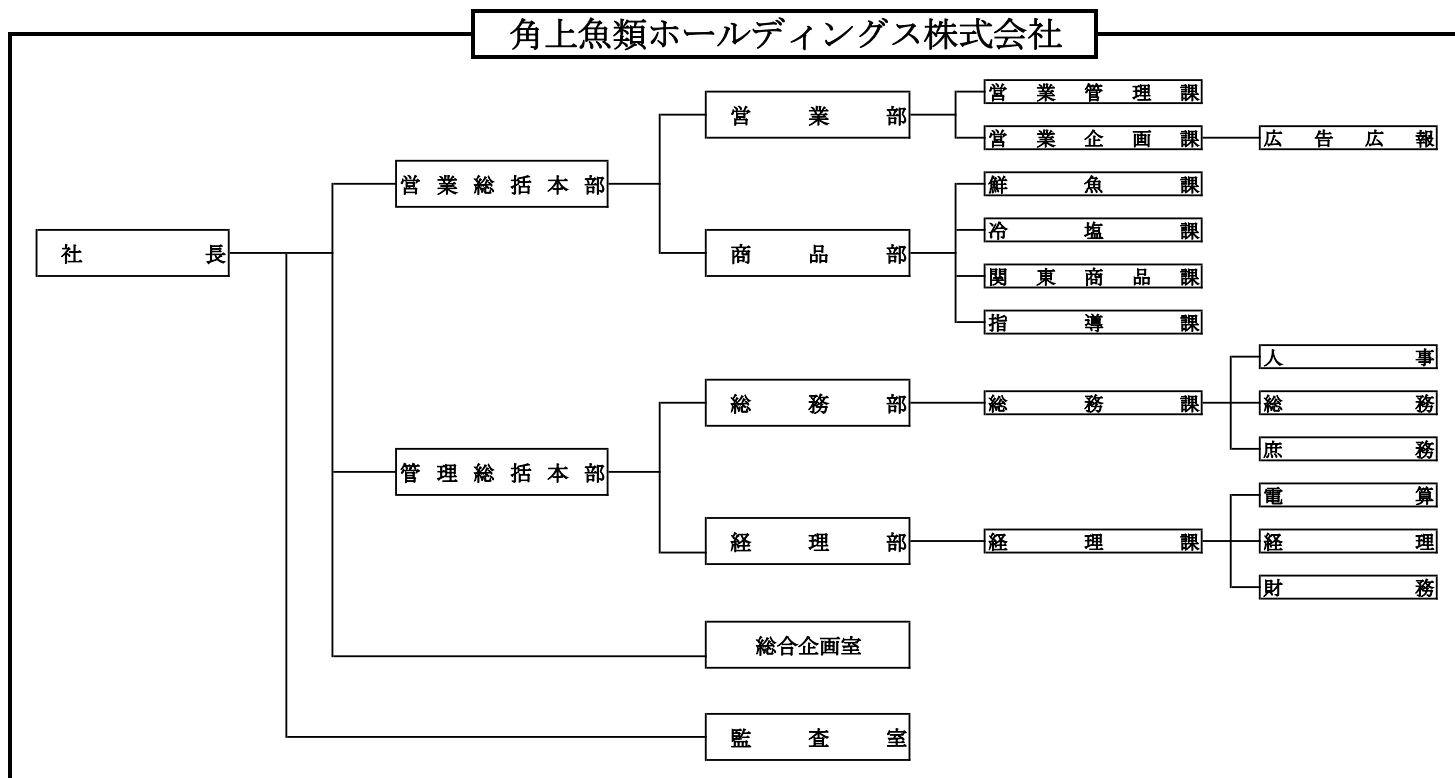 角上魚類ホールディングス株式会社
営業管理課
営業部
営業企画課
広告広報
営業総括本部
鮮魚課
冷塩課
社長
商品部
関東商品課
指導課
人事
総務部
総務課
総務
庶務
管理総括本部
電算
経理部
経理課
経理
財務
総合企画室
監査室